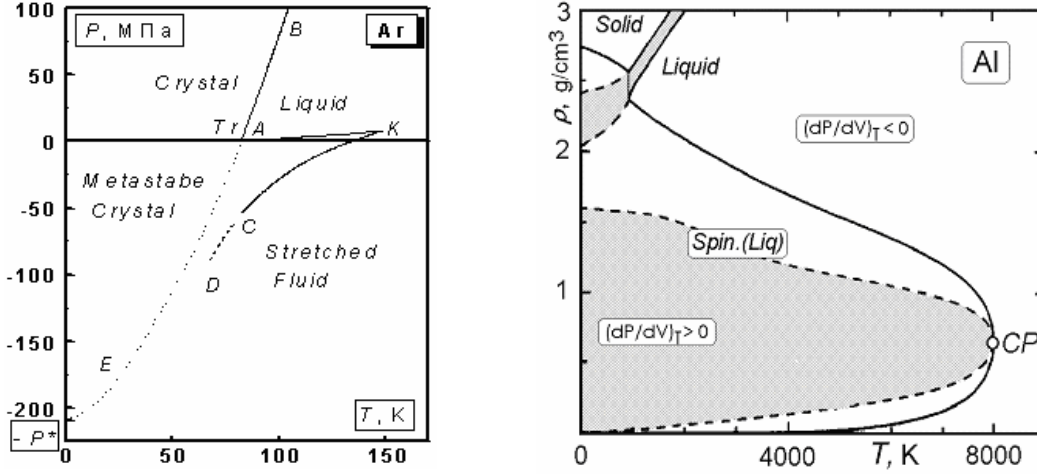 P, МПа
Ar
100
B
Crystal
50
Liquid
Tr
A
K
0
Metastabe
Crystal
-50
C
Stretched
Fluid
D
-100
-150
E
-200
T, K
- P*
0
50
100
150
3
Solid
Al
Liquid
ρ, g/cm3
(dP/dV)T<0
2
Spin.(Liq)
1
(dP/dV)T>0
CP
0
4000
T, K
8000